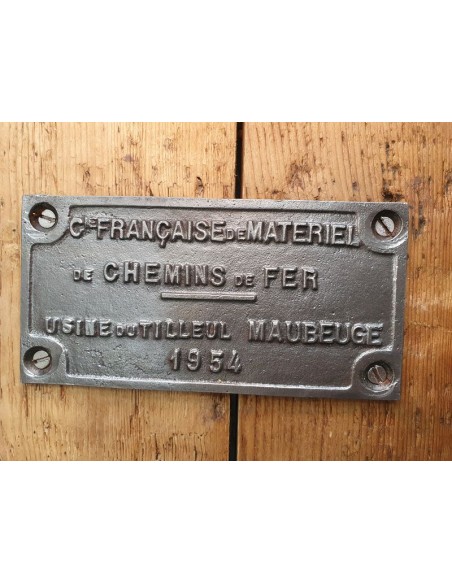 Cie FRANÇAISE DE MATERIEL
DE CHEMINS DE FER
USINE DU TILLEUL MAUBEUGE
1954